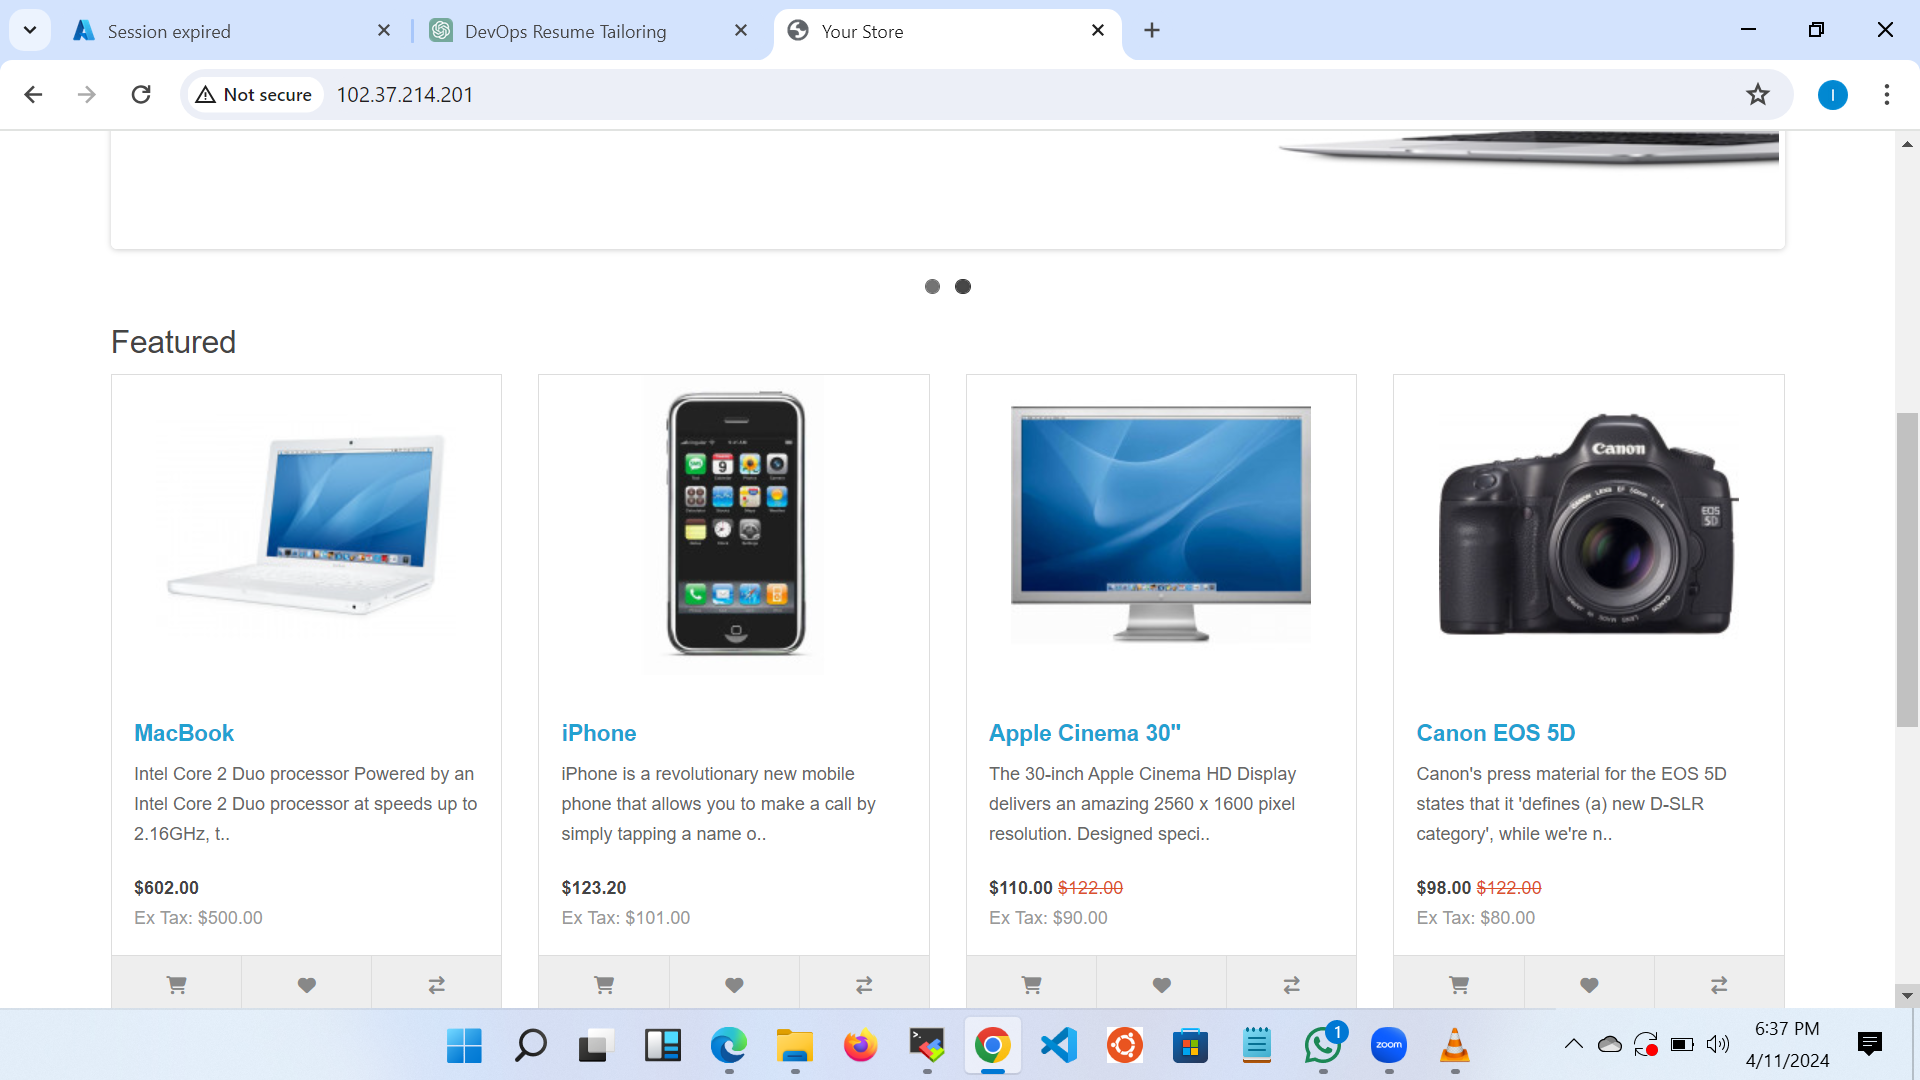 Session expired
DevOps Resume Tailoring
Your Store
Not secure
102.37.214.201
I
Featured
Canon
EOS
5D
MacBook
Intel Core 2 Duo processor Powered by an
Intel Core 2 Duo processor at speeds up to
2.16GHz, t..
$602.00
Ex Tax: $500.00
iPhone
iPhone is a revolutionary new mobile
phone that allows you to make a call by
simply tapping a name o..
$123.20
Ex Tax: $101.00
Apple Cinema 30"
The 30-inch Apple Cinema HD Display
delivers an amazing 2560 x 1600 pixel
resolution. Designed speci..
$110.00 $122.00
Ex Tax: $90.00
Canon EOS 5D
Canon's press material for the EOS 5D
states that it 'defines (a) new D-SLR
category', while we're n..
$98.00 $122.00
Ex Tax: $80.00
1
zoom
6:37 PM
4/11/2024